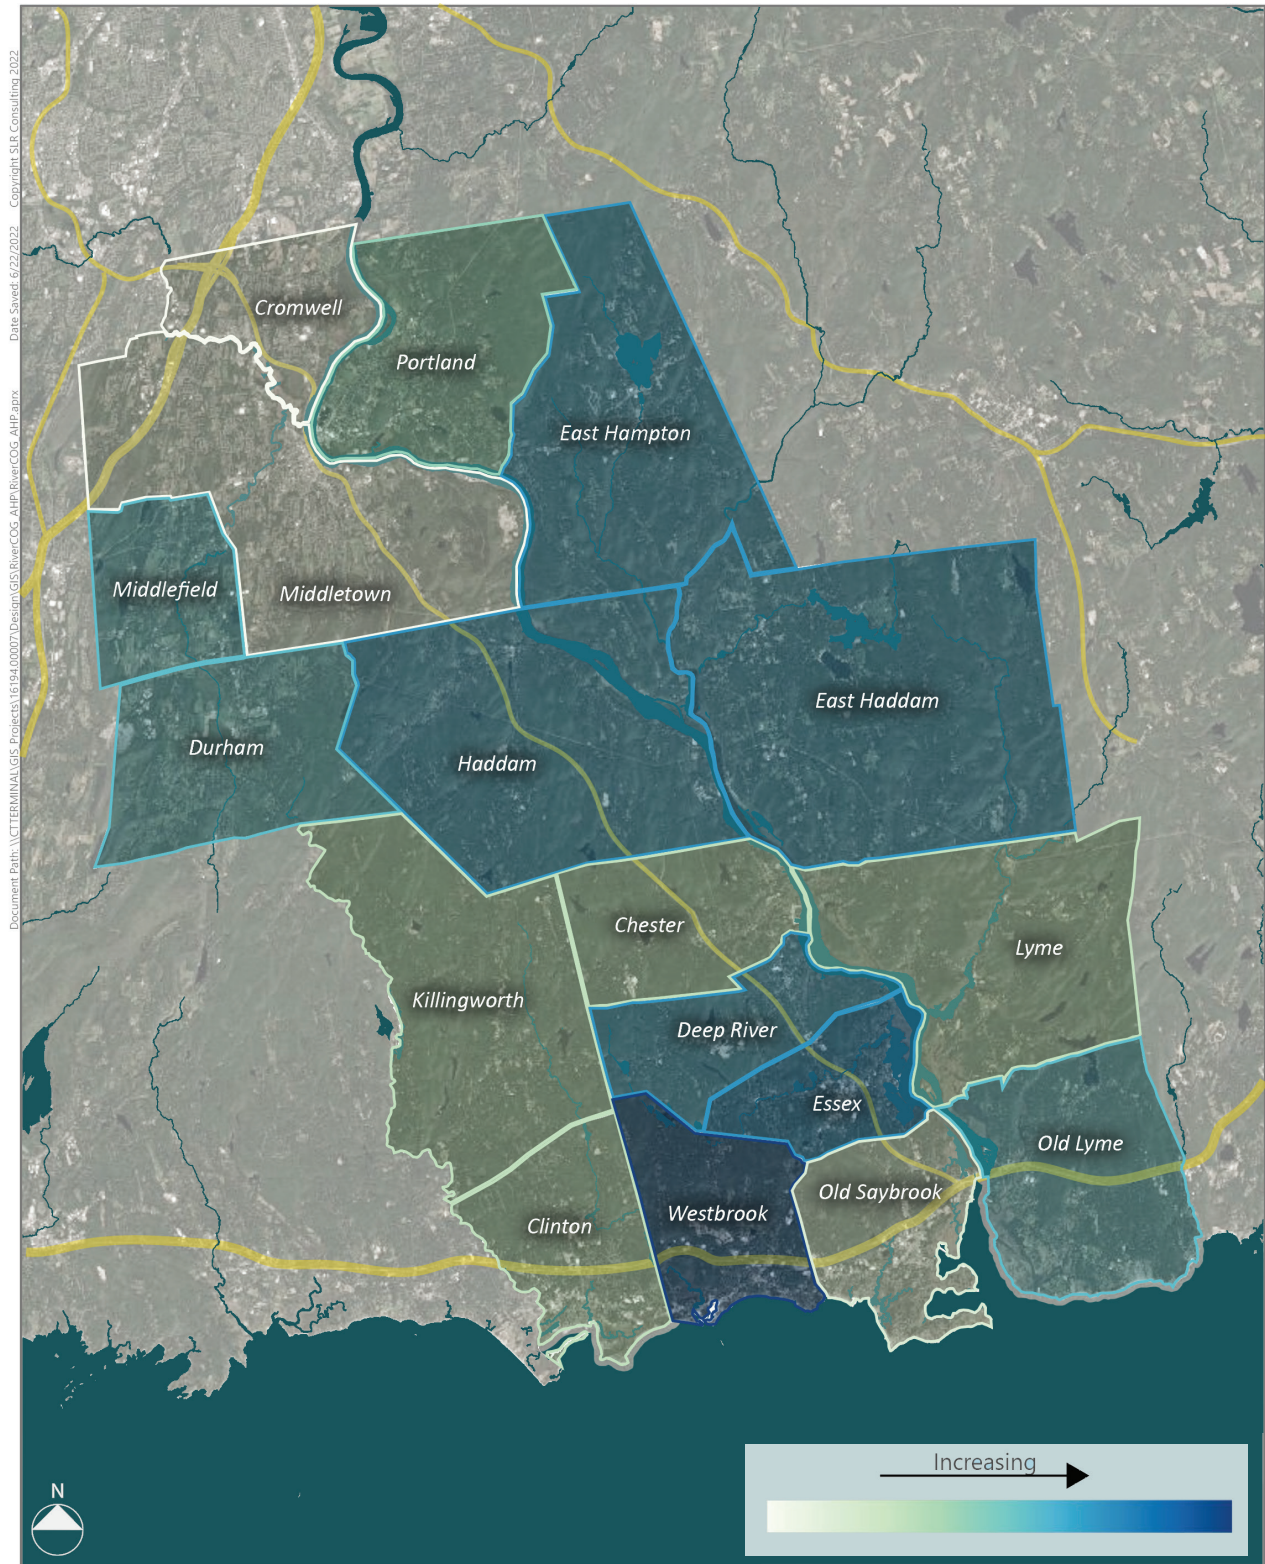 Copyright SLR Consulting 2022
Date Saved: 6/22/2022
Document Path: \\CTTERMINAL\GIS_Projects\16194.00007\Design\GIS\RiverCOG_AHP\RiverCOG_AHP.aprx
Cromwell
Portland
East Hampton
Middlefield
Middletown
East Haddam
Durham
Haddam
Chester
Lyme
Killingworth
Deep River
Essex
Old Lyme
Old Saybrook
Westbrook
Clinton
Increasing
N